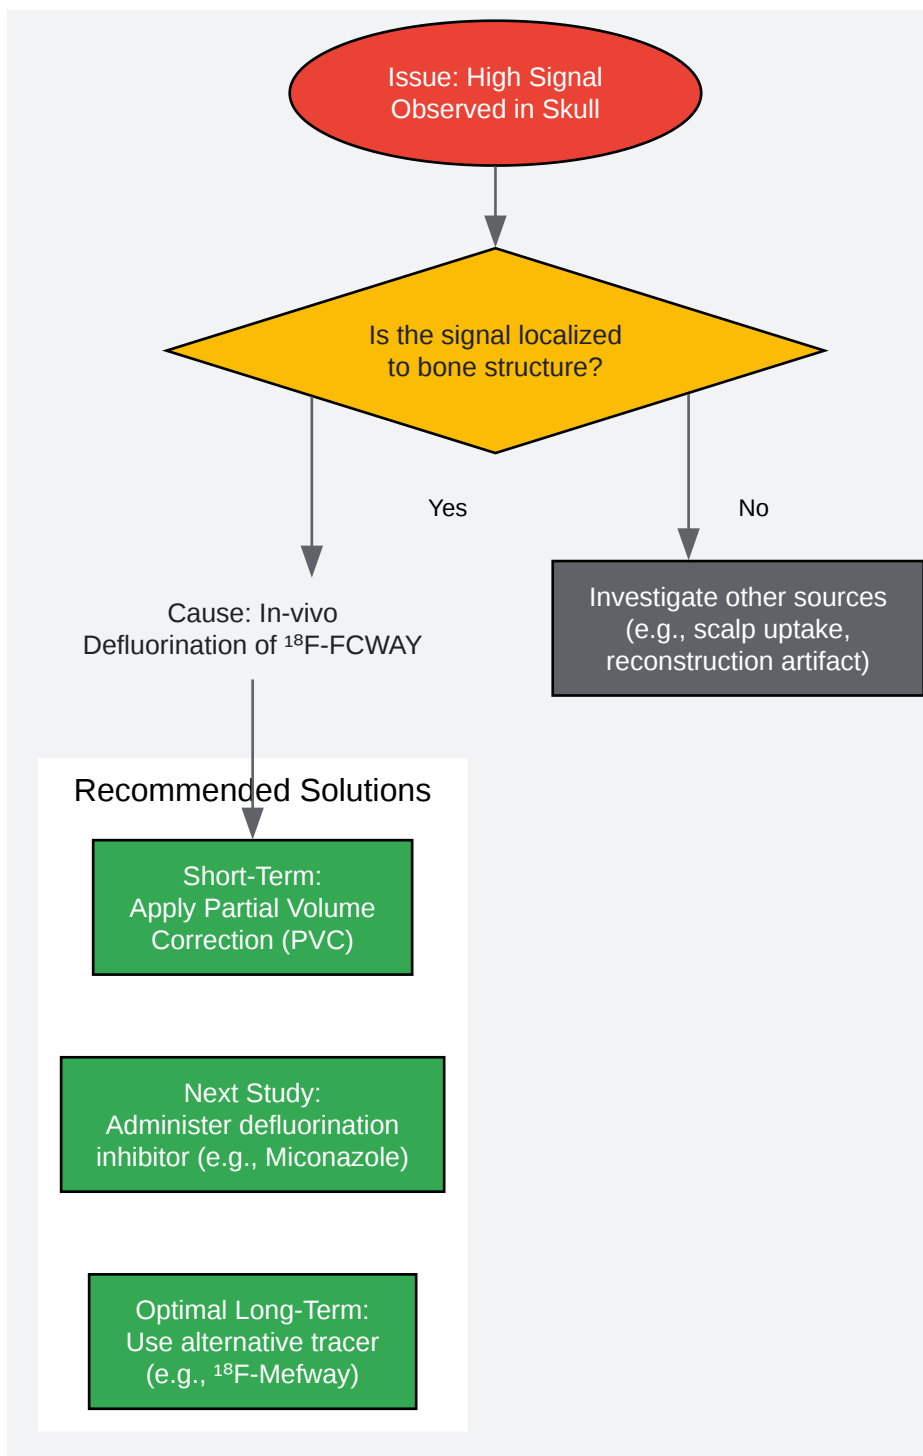 Issue: High Signal
Observed in Skull
Is the signal localized
to bone structure?
Yes
No
Cause: In-vivo
Defluorination of ¹⁸F-FCWAY
Investigate other sources
(e.g., scalp uptake,
reconstruction artifact)
Recommended Solutions
Short-Term:
Apply Partial Volume
Correction (PVC)
Next Study:
Administer defluorination
inhibitor (e.g., Miconazole)
Optimal Long-Term:
Use alternative tracer
(e.g., ¹⁸F-Mefway)